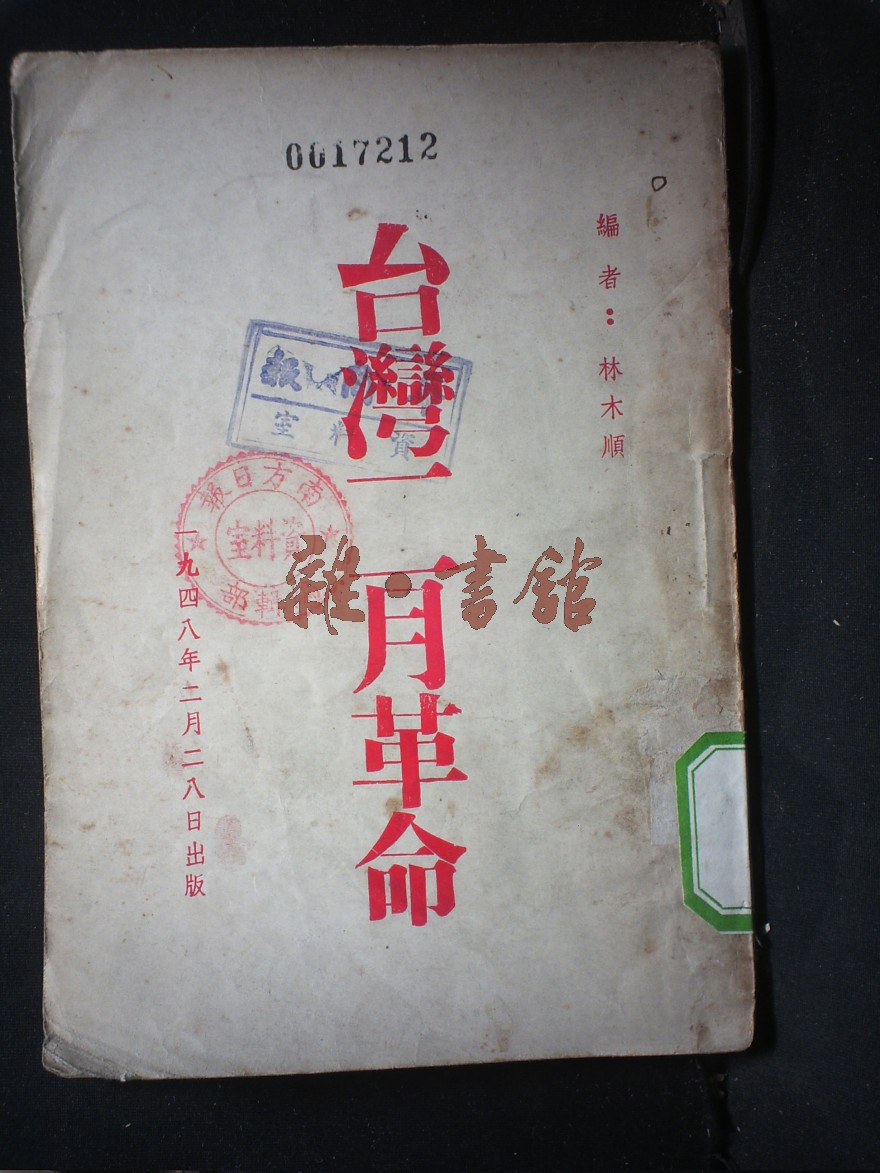 0017212
編者：林木順
台灣二月革命
資料室
南方日報
資料室
輯部
一九四八年二月二八日出版
雜·書館